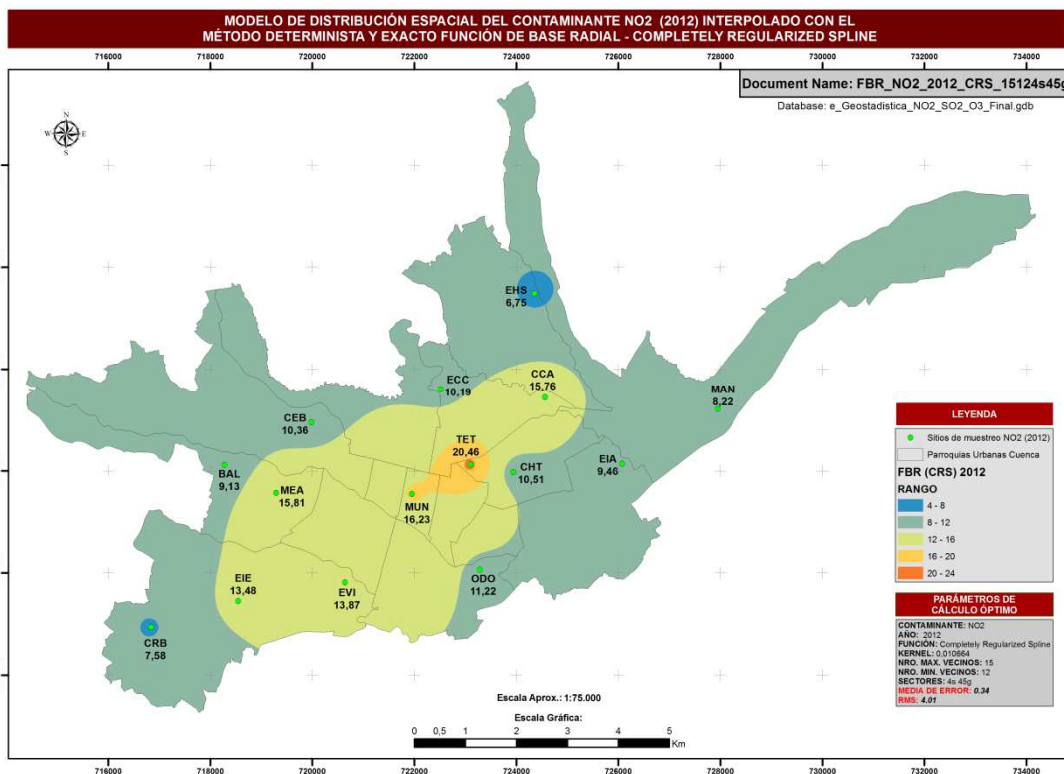 MODELO DE DISTRIBUCIÓN ESPACIAL DEL CONTAMINANTE NO2 (2012) INTERPOLADO CON EL
MÉTODO DETERMINISTA Y EXACTO FUNCIÓN DE BASE RADIAL - COMPLETELY REGULARIZED SPLINE
716000 718000 720000 722000 724000 726000 728000 730000 732000 734000
Document Name: FBR_NO2_2012_CRS_15124s45g
Database: e_Geostadistica_NO2_SO2_O3_Final.gdb
N
W E
S
EHS
6,75
CCA
15,76
ECC
10,19
MAN
8,22
CEB
10,36
TET
20,46
EIA
9,46
CHT
10,51
BAL
9,13
MEA
15,81
MUN
16,23
EIE
13,48
EVI
13,87
ODO
11,22
CRB
7,58
LEYENDA
Sitios de muestreo NO2 (2012)
Parroquias Urbanas Cuenca
FBR (CRS) 2012
RANGO
4 - 8
8 - 12
12 - 16
16 - 20
20 - 24
PARÁMETROS DE
CÁLCULO ÓPTIMO
CONTAMINANTE: NO2
AÑO: 2012
FUNCIÓN: Completely Regularized Spline
KERNEL: 0,010664
NRO. MAX. VECINOS: 15
NRO. MIN. VECINOS: 12
SECTORES: 4s 45g
MEDIA DE ERROR: 0.34
RMS: 4.01
Escala Aprox.: 1:75.000
Escala Gráfica:
0 0,5 1 2 3 4 5
Km
716000 718000 720000 722000 724000 726000 728000 730000 732000 734000